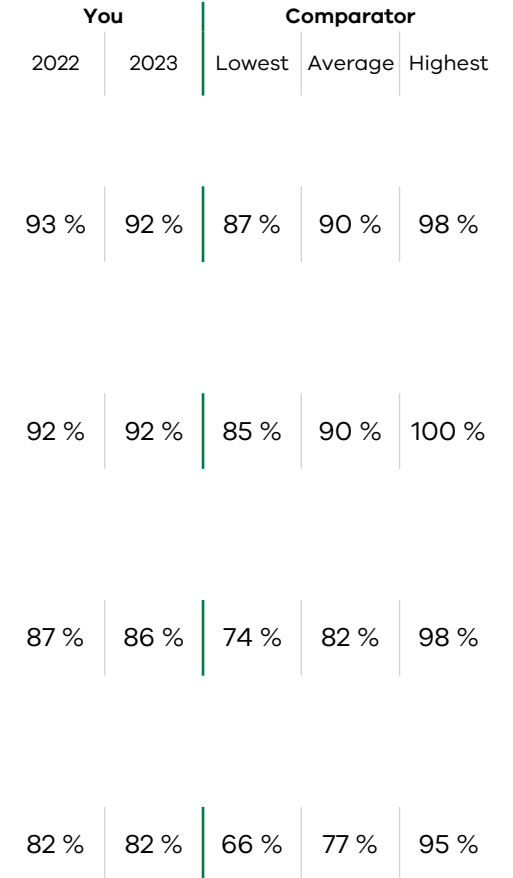 You Comparator
2022 2023 Lowest Average Highest
93 % 92 % 87 % 90 % 98 %
92 % 92 % 85 % 90 % 100 %
87 % 86 % 74 % 82 % 98 %
82 % 82 % 66 % 77 % 95 %